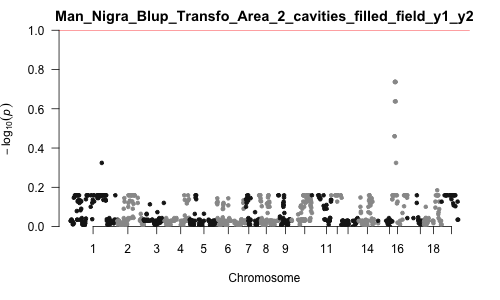 Man_Nigra_Blup_Transfo_Area_2_cavities_filled_field_y1_y2
− log₁₀(p)
1.0
0.8
0.6
0.4
0.2
0.0
1 2 3 4 5 6 7 8 9 11 14 16 18
Chromosome